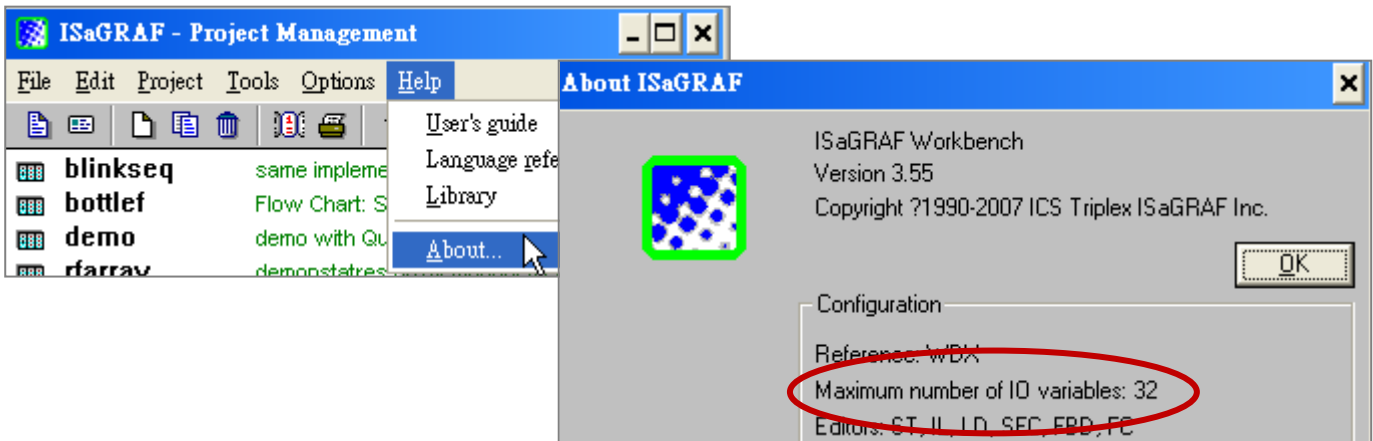 ISaGRAF - Project Management
File Edit Project Tools Options Help
User's guide
Language refe
Library
About...
blinkseq same impleme
bottlef Flow Chart: S
demo demo with Qu
rfarray demonstatres
About ISaGRAF
ISaGRAF Workbench
Version 3.55
Copyright ?1990-2007 ICS Triplex ISaGRAF Inc.
OK
Configuration
Reference: WDX
Maximum number of IO variables: 32
Editors: ST, IL, LD, SFC, FBD, FC